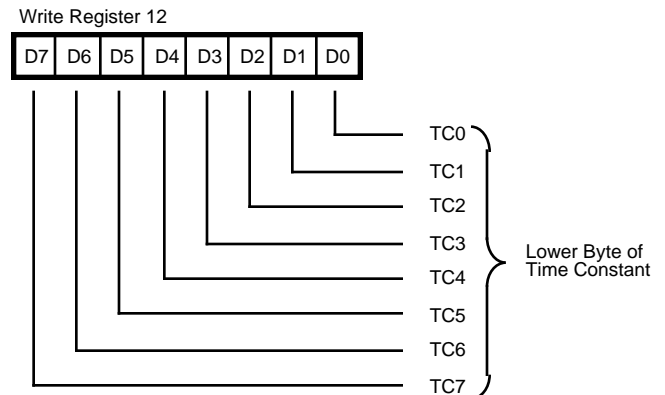 Write Register 12
D7 D6 D5 D4 D3 D2 D1 D0
TC0
TC1
TC2
TC3
TC4
TC5
TC6
TC7
Lower Byte of
Time Constant